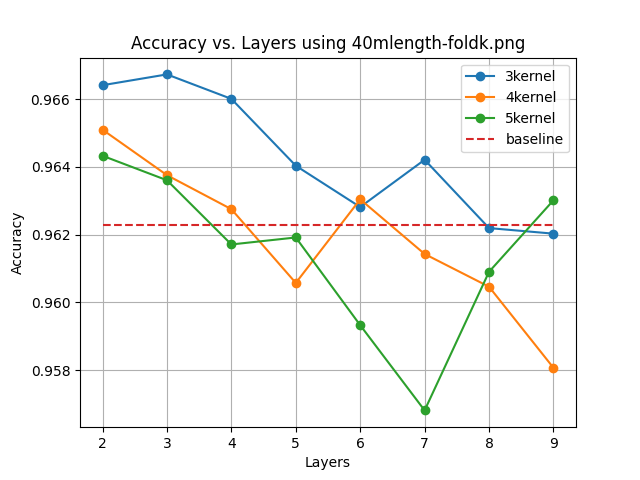 Accuracy vs. Layers using 40mlength-foldk.png
3kernel
4kernel
5kernel
baseline
Accuracy
0.966
0.964
0.962
0.960
0.958
2 3 4 5 6 7 8 9
Layers